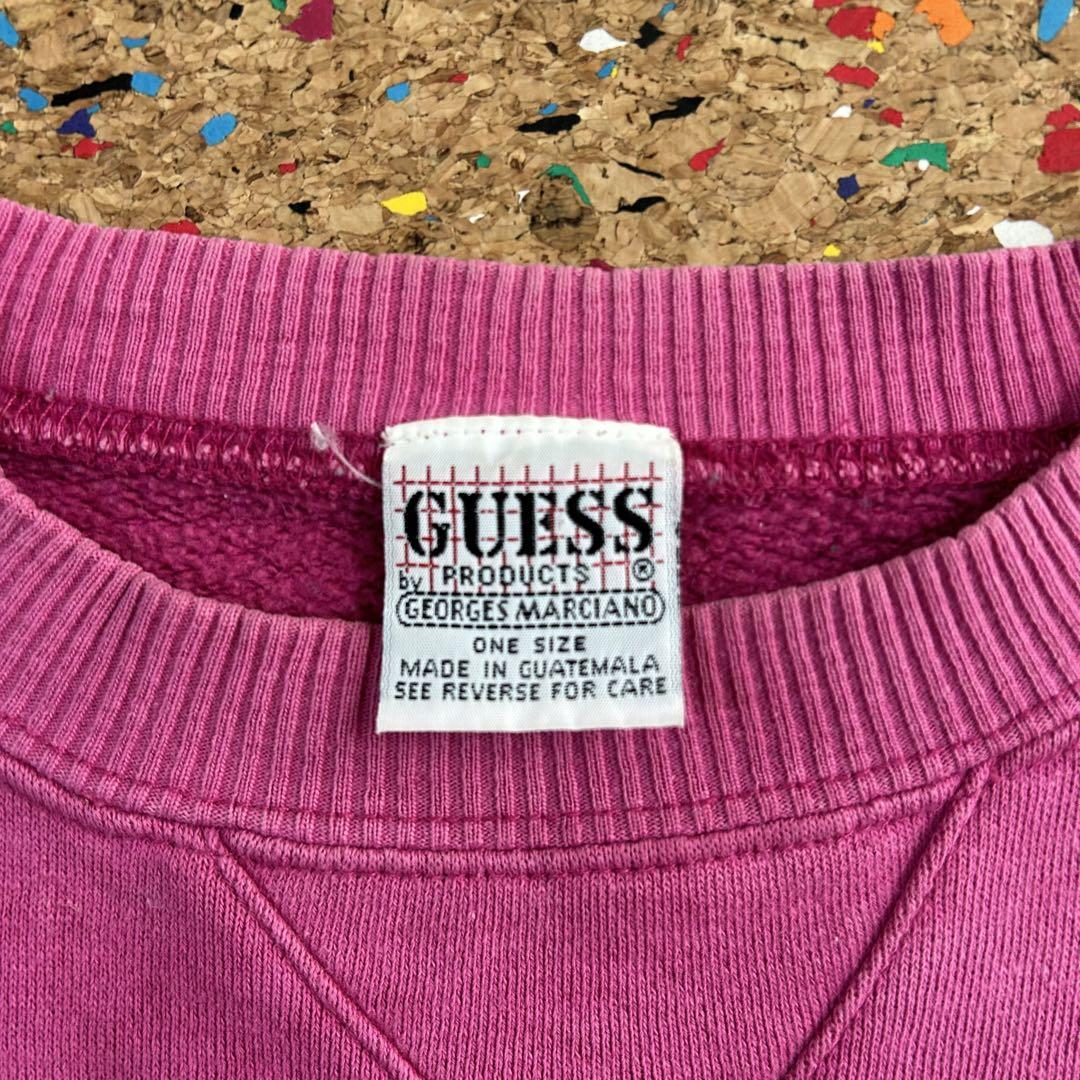 GUESS
by PRODUCTS ®
GEORGES MARCIANO
ONE SIZE
MADE IN GUATEMALA
SEE REVERSE FOR CARE